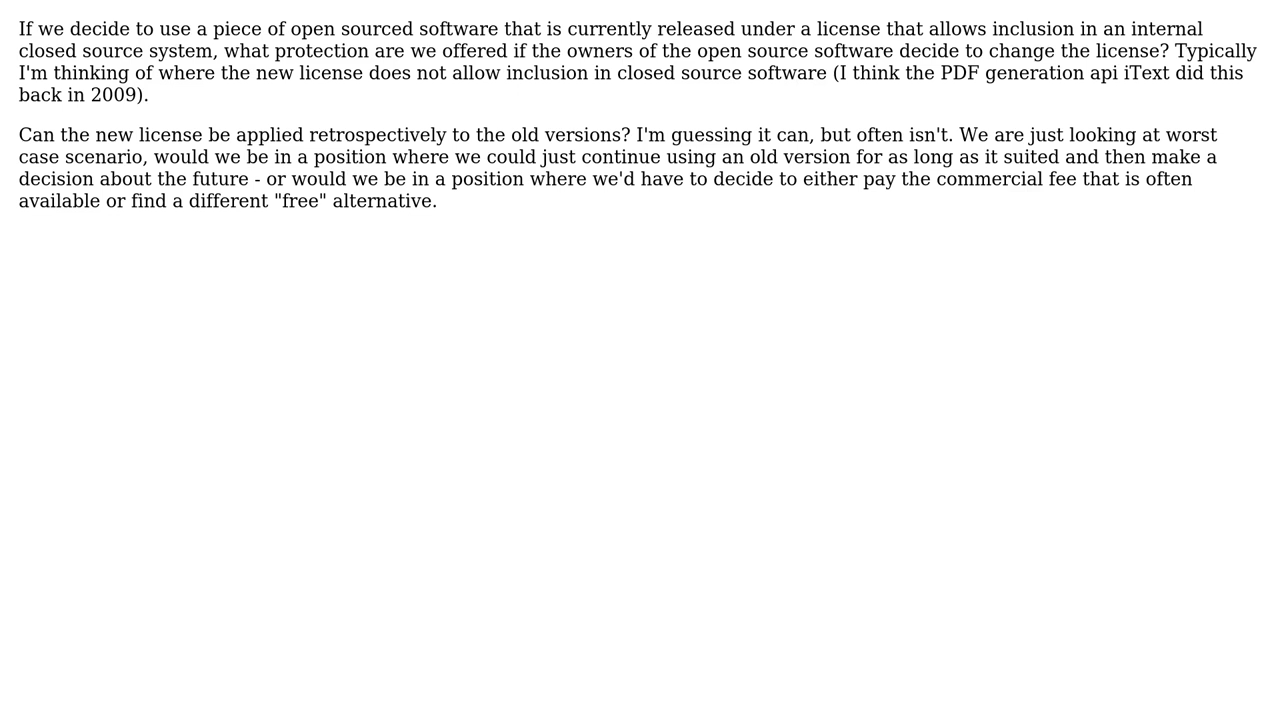 If we decide to use a piece of open sourced software that is currently released under a license that allows inclusion in an internal
closed source system, what protection are we offered if the owners of the open source software decide to change the license? Typically
I'm thinking of where the new license does not allow inclusion in closed source software (I think the PDF generation api iText did this
back in 2009).
Can the new license be applied retrospectively to the old versions? I'm guessing it can, but often isn't. We are just looking at worst
case scenario, would we be in a position where we could just continue using an old version for as long as it suited and then make a
decision about the future - or would we be in a position where we'd have to decide to either pay the commercial fee that is often
available or find a different "free" alternative.